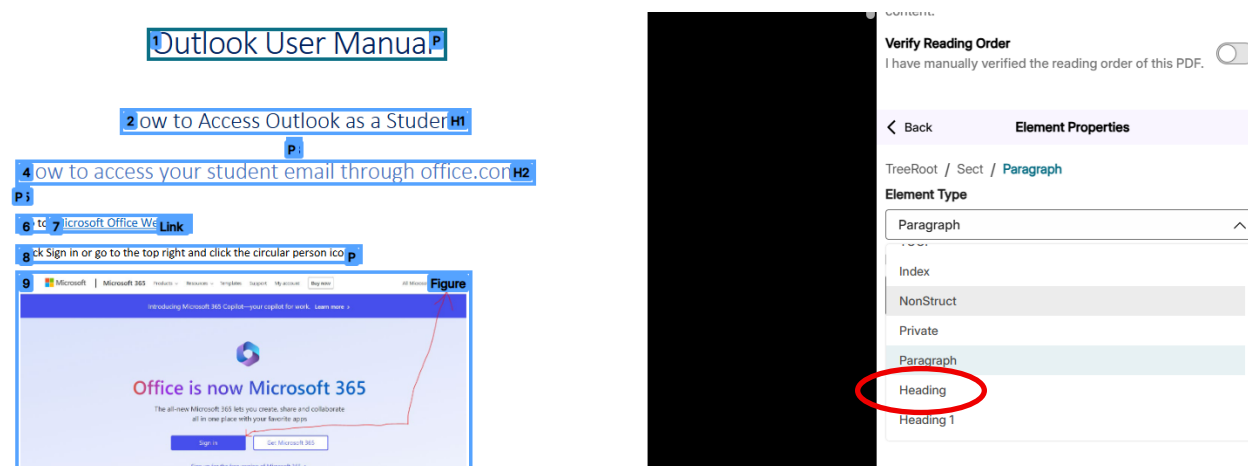 1 Outlook User Manual P
2 ow to Access Outlook as a Studen H1
P
4 ow to access your student email through office.com H2
P
6 to 7 icrosoft Office We Link
8 ck Sign in or go to the top right and click the circular person ico P
9 Microsoft | Microsoft 365 Products Resources Templates Support My account Buy now All Microso Figure
Introducing Microsoft 365 Copilot—your copilot for work. Learn more >
Office is now Microsoft 365
The all-new Microsoft 365 lets you create, share and collaborate
all in one place with your favorite apps
Sign in Get Microsoft 365
content.
Verify Reading Order
I have manually verified the reading order of this PDF.
Back Element Properties
TreeRoot / Sect / Paragraph
Element Type
Paragraph
Index
NonStruct
Private
Paragraph
Heading
Heading 1